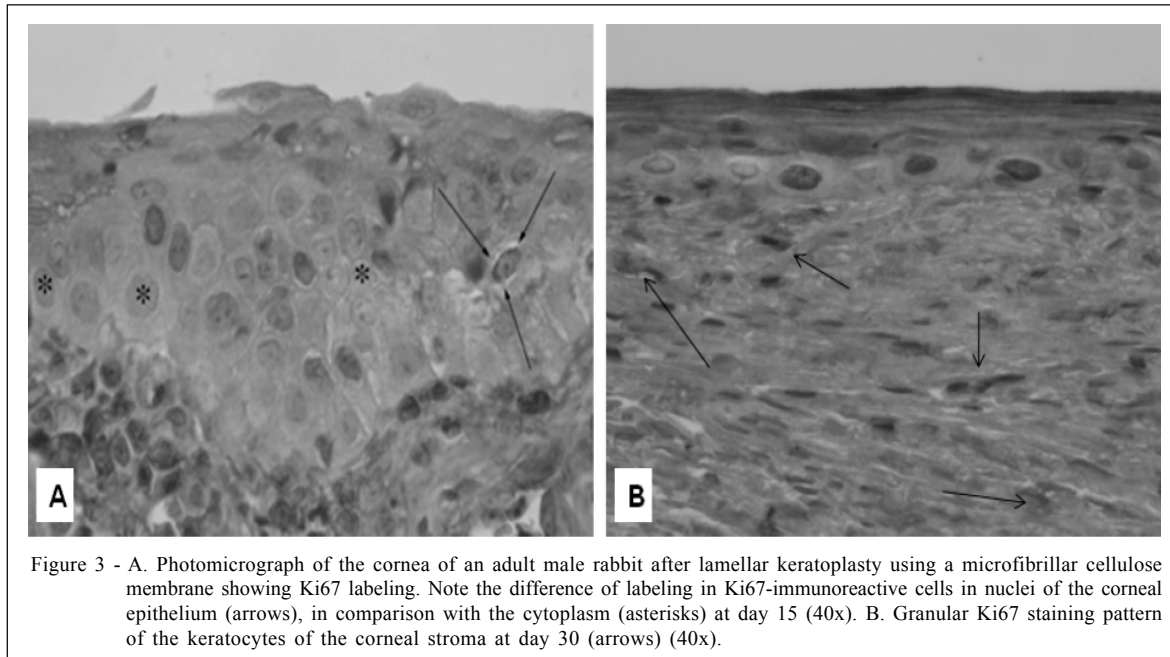 A
B
Figure 3 - A. Photomicrograph of the cornea of an adult male rabbit after lamellar keratoplasty using a microfibrillar cellulose
membrane showing Ki67 labeling. Note the difference of labeling in Ki67-immunoreactive cells in nuclei of the corneal
epithelium (arrows), in comparison with the cytoplasm (asterisks) at day 15 (40x). B. Granular Ki67 staining pattern
of the keratocytes of the corneal stroma at day 30 (arrows) (40x).